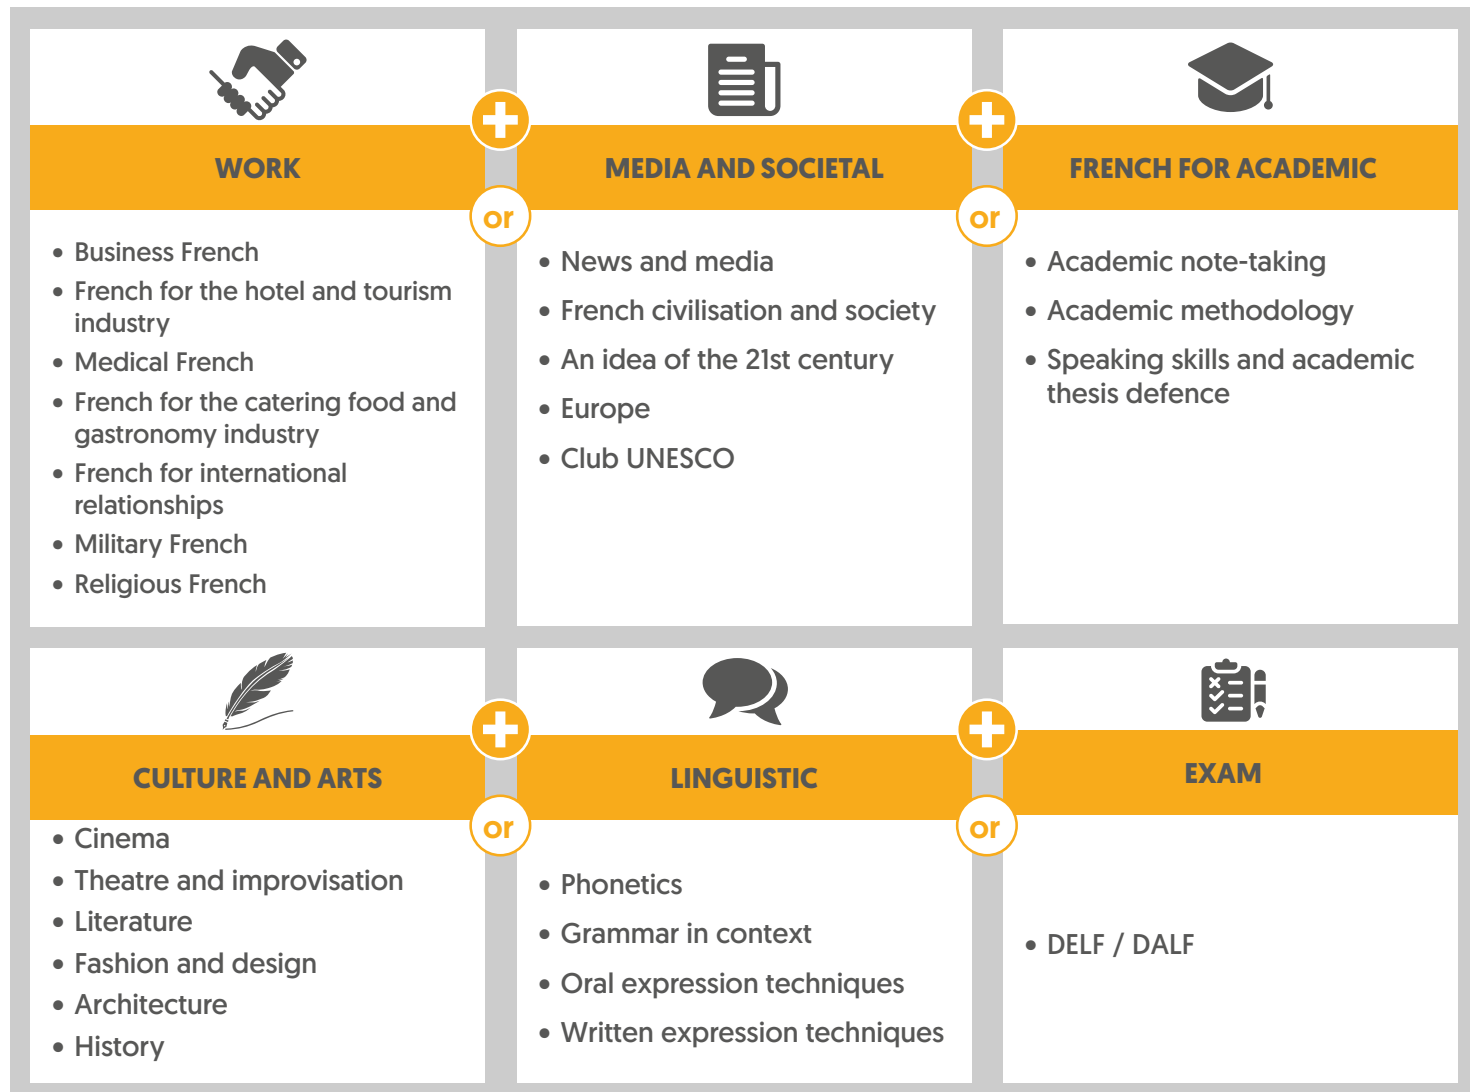 WORK
• Business French
• French for the hotel and tourism
industry
• Medical French
• French for the catering food and
gastronomy industry
• French for international
relationships
• Military French
• Religious French
or
MEDIA AND SOCIETAL
• News and media
• French civilisation and society
• An idea of the 21st century
• Europe
• Club UNESCO
or
FRENCH FOR ACADEMIC
• Academic note-taking
• Academic methodology
• Speaking skills and academic
thesis defence
CULTURE AND ARTS
• Cinema
• Theatre and improvisation
• Literature
• Fashion and design
• Architecture
• History
or
LINGUISTIC
• Phonetics
• Grammar in context
• Oral expression techniques
• Written expression techniques
or
EXAM
• DELF / DALF